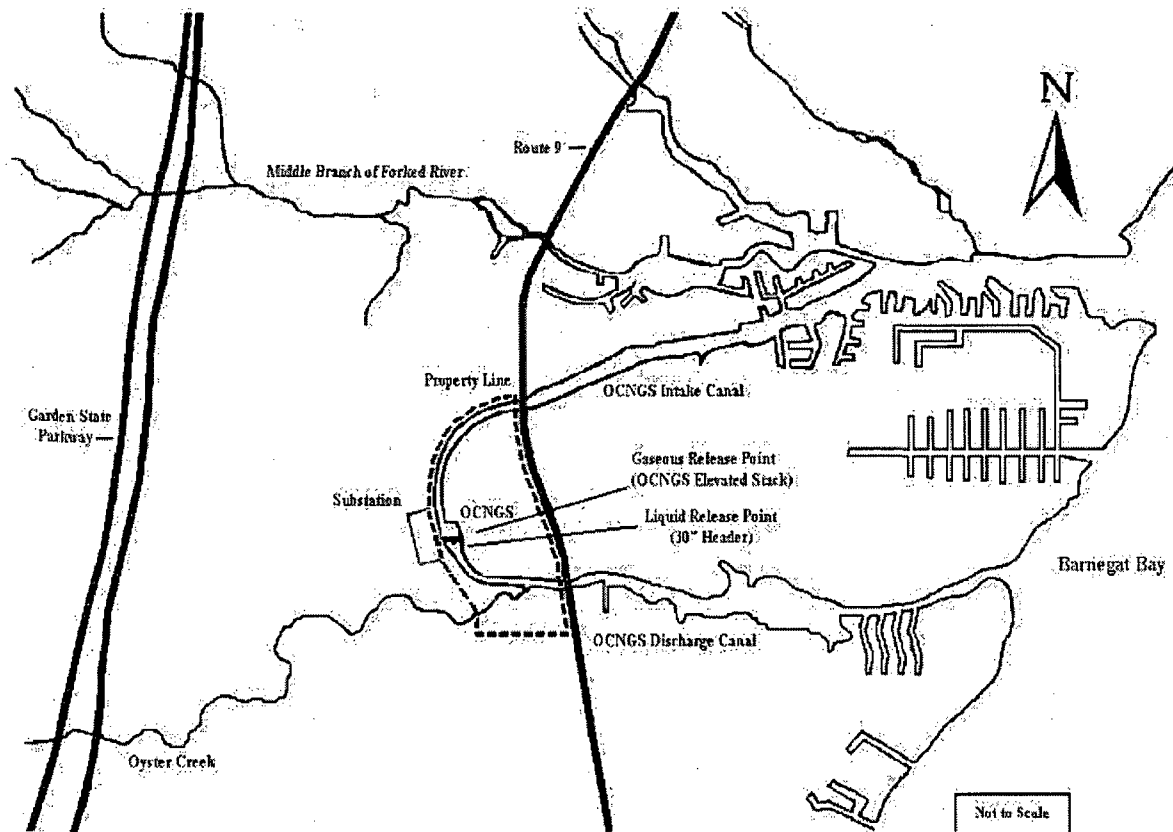 N
Route 9
Middle Branch of Forked River
Property Line
OCNGS Intake Canal
Garden State
Parkway
Gaseous Release Point
(OCNGS Elevated Stack)
Substation
OCNGS
Liquid Release Point
(30" Header)
Barnegat Bay
OCNGS Discharge Canal
Oyster Creek
Not to Scale